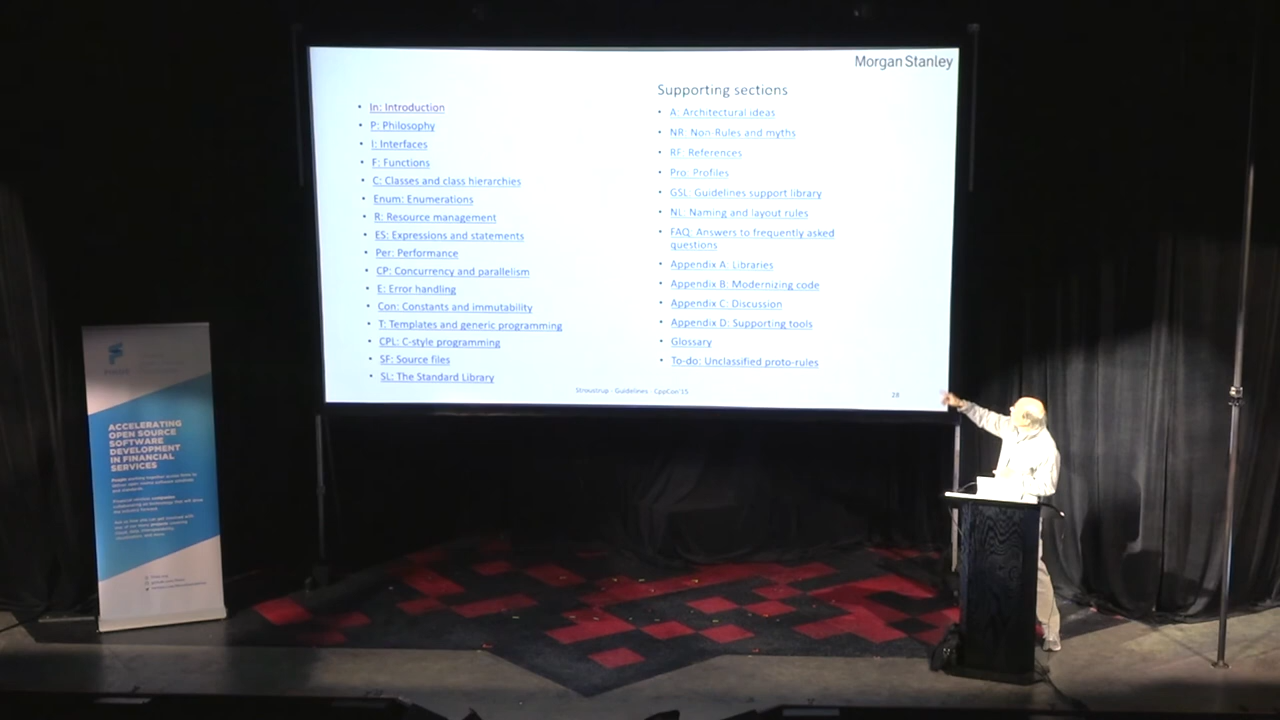 Morgan Stanley
In: Introduction
P: Philosophy
I: Interfaces
F: Functions
C: Classes and class hierarchies
Enum: Enumerations
R: Resource management
ES: Expressions and statements
Per: Performance
CP: Concurrency and parallelism
E: Error handling
Con: Constants and immutability
T: Templates and generic programming
CPL: C-style programming
SF: Source files
SL: The Standard Library
Supporting sections
A: Architectural ideas
NR: Non-Rules and myths
RF: References
Pro: Profiles
GSL: Guidelines support library
NL: Naming and layout rules
FAQ: Answers to frequently asked
questions
Appendix A: Libraries
Appendix B: Modernizing code
Appendix C: Discussion
Appendix D: Supporting tools
Glossary
To-do: Unclassified proto-rules
Stroustrup - Guidelines - CppCon'15
28
ACCELERATING
OPEN SOURCE
SOFTWARE
DEVELOPMENT
IN FINANCIAL
SERVICES